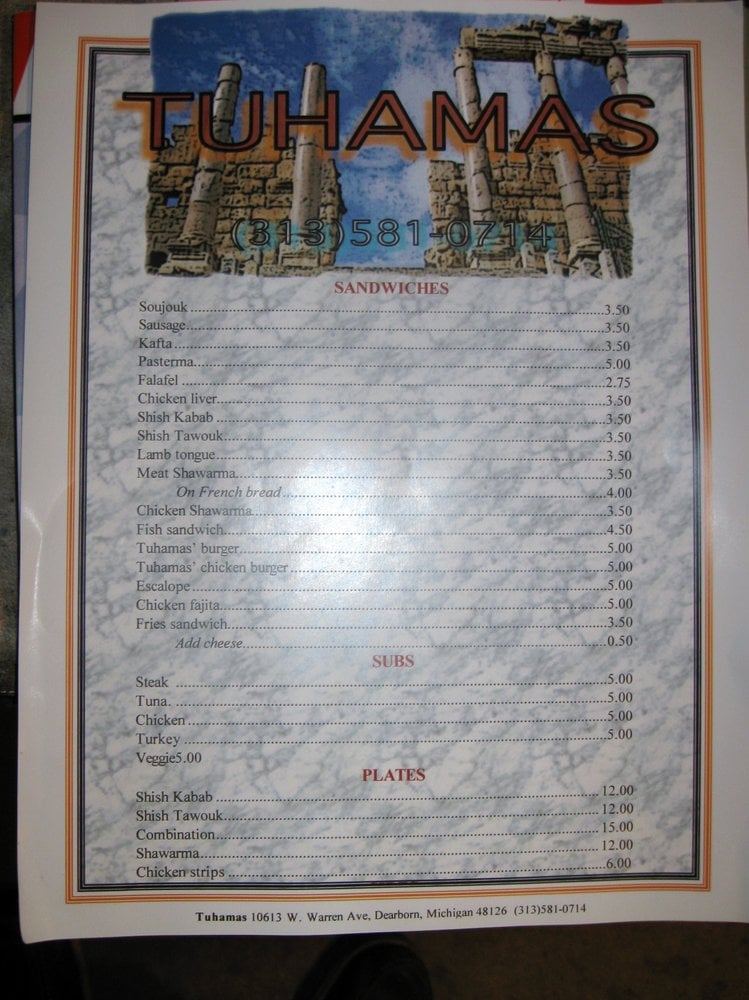 TUHAMAS
(313)581-0714
SANDWICHES
Soujouk 3.50
Sausage 3.50
Kafta 3.50
Pasterma 5.00
Falafel 2.75
Chicken liver 3.50
Shish Kabab 3.50
Shish Tawouk 3.50
Lamb tongue 3.50
Meat Shawarma 3.50
On French bread 4.00
Chicken Shawarma 3.50
Fish sandwich 4.50
Tuhamas' burger 5.00
Tuhamas' chicken burger 5.00
Escalope 5.00
Chicken fajita 5.00
Fries sandwich 3.50
Add cheese 0.50
SUBS
Steak 5.00
Tuna. 5.00
Chicken 5.00
Turkey 5.00
Veggie5.00
PLATES
Shish Kabab 12.00
Shish Tawouk 12.00
Combination 15.00
Shawarma 12.00
Chicken strips 6.00
Tuhamas 10613 W. Warren Ave, Dearborn, Michigan 48126 (313)581-0714